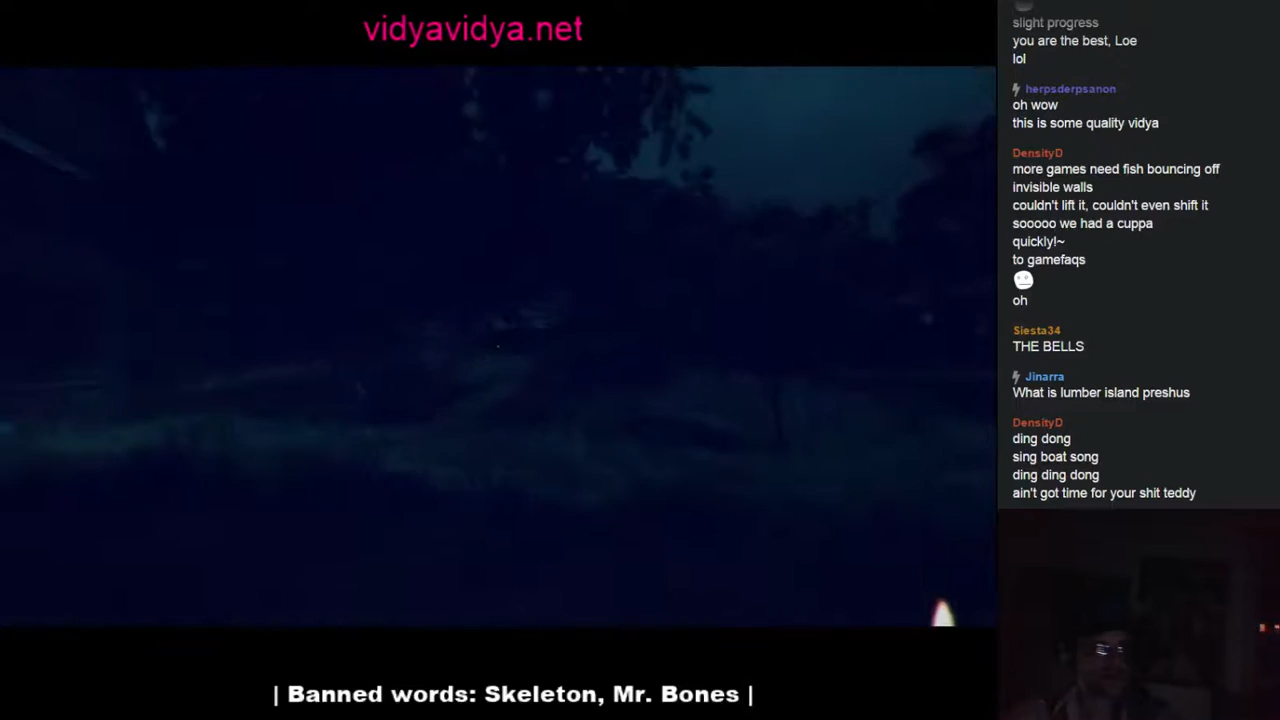 vidyavidya.net
slight progress
you are the best, Loe
lol
herpsderpsanon
oh wow
this is some quality vidya
DensityD
more games need fish bouncing off
invisible walls
couldn't lift it, couldn't even shift it
sooooo we had a cuppa
quickly!~
to gamefaqs
oh
Siesta34
THE BELLS
Jinarra
What is lumber island preshus
DensityD
ding dong
sing boat song
ding ding dong
ain't got time for your shit teddy
| Banned words: Skeleton, Mr. Bones |